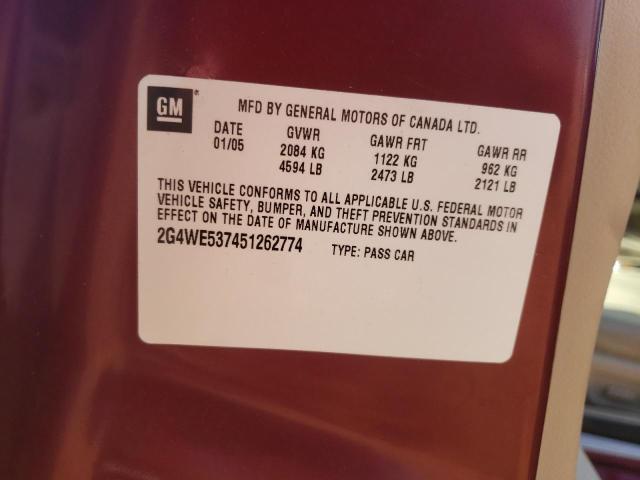 GM ®
MFD BY GENERAL MOTORS OF CANADA LTD.
DATE GVWR GAWR FRT GAWR RR
01/05 2084 KG 1122 KG 962 KG
4594 LB 2473 LB 2121 LB
THIS VEHICLE CONFORMS TO ALL APPLICABLE U.S. FEDERAL MOTOR
VEHICLE SAFETY, BUMPER, AND THEFT PREVENTION STANDARDS IN
EFFECT ON THE DATE OF MANUFACTURE SHOWN ABOVE.
2G4WE537451262774 TYPE: PASS CAR